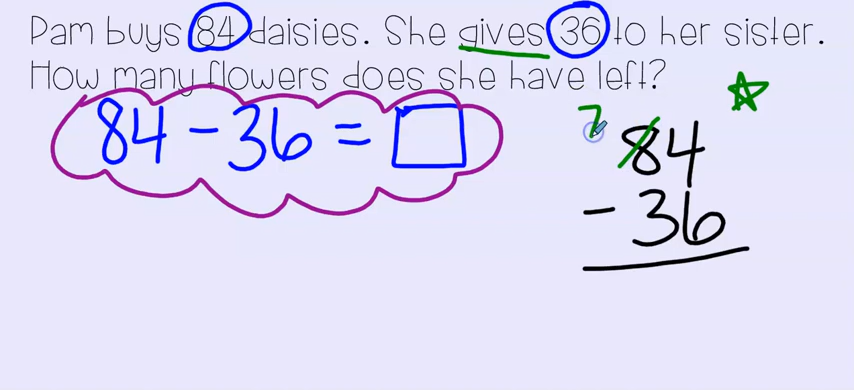 Pam buys 84 daisies. She gives 36 to her sister.
How many flowers does she have left?
84 - 36 = □
7
84
- 36